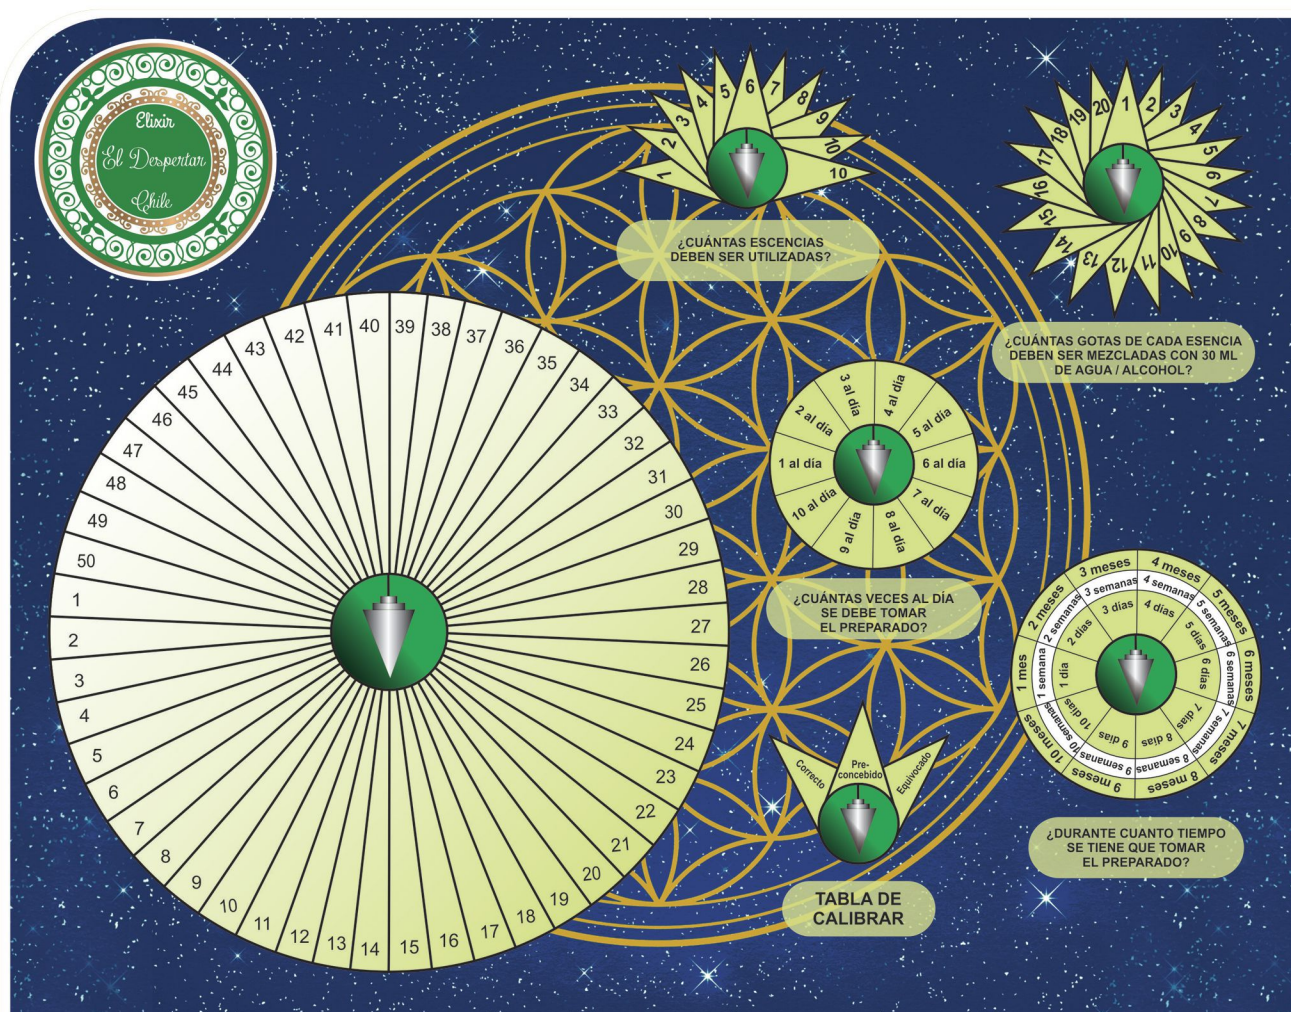 Elixir
El Despertar
Chile
1
2
3
4
5
6
7
8
9
10
10
¿CUÁNTAS ESCENCIAS
DEBEN SER UTILIZADAS?
1
2
3
4
5
6
7
8
9
10
11
12
13
14
15
16
17
18
19
20
¿CUÁNTAS GOTAS DE CADA ESENCIA
DEBEN SER MEZCLADAS CON 30 ML
DE AGUA / ALCOHOL?
1
2
3
4
5
6
7
8
9
10
11
12
13
14
15
16
17
18
19
20
21
22
23
24
25
26
27
28
29
30
31
32
33
34
35
36
37
38
39
40
41
42
43
44
45
46
47
48
49
50
1 al día
2 al día
3 al día
4 al día
5 al día
6 al día
7 al día
8 al día
9 al día
10 al día
¿CUÁNTAS VECES AL DÍA
SE DEBE TOMAR
EL PREPARADO?
1 mes
2 meses
3 meses
4 meses
5 meses
6 meses
7 meses
8 meses
9 meses
10 meses
1 semana
2 semanas
3 semanas
4 semanas
5 semanas
6 semanas
7 semanas
8 semanas
9 semanas
10 semanas
1 día
2 días
3 días
4 días
5 días
6 días
7 días
8 días
9 días
10 días
¿DURANTE CUANTO TIEMPO
SE TIENE QUE TOMAR
EL PREPARADO?
Correcto
Pre-
concebido
Equivocado
TABLA DE
CALIBRAR